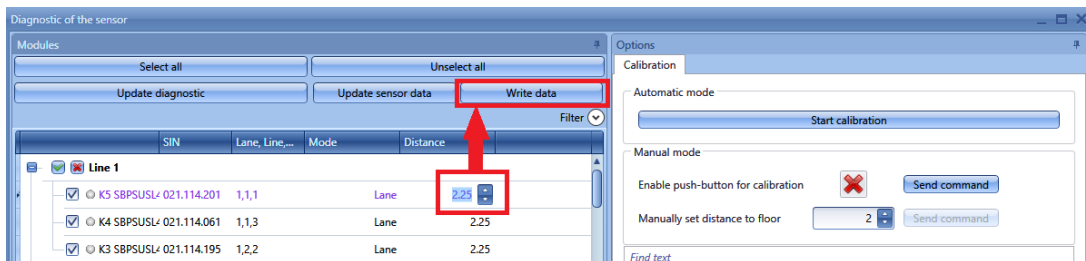 Diagnostic of the sensor
Modules
Select all
Unselect all
Update diagnostic
Update sensor data
Write data
Filter
SIN Lane, Line,... Mode Distance
Line 1
K5 SBPSUSL4 021.114.201 1,1,1 Lane 2.25
K4 SBPSUSL4 021.114.061 1,1,3 Lane 2.25
K3 SBPSUSL4 021.114.195 1,2,2 Lane 2.25
Options
Calibration
Automatic mode
Start calibration
Manual mode
Enable push-button for calibration Send command
Manually set distance to floor 2 Send command
Find text